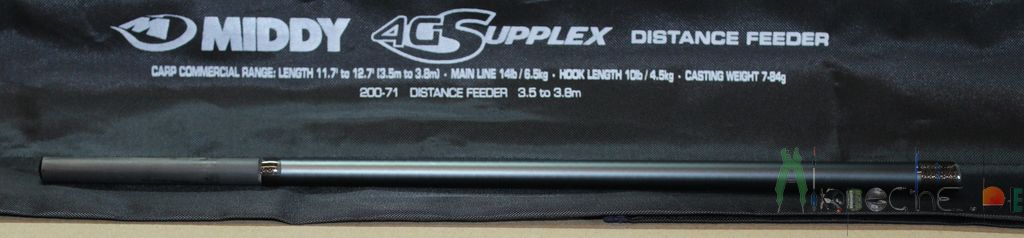 MIDDY 4GSUPPLEX DISTANCE FEEDER
CARP COMMERCIAL RANGE: LENGTH 11.7' to 12.7' (3.5m to 3.8m) · MAIN LINE 14lb / 6.5kg · HOOK LENGTH 10lb / 4.5kg · CASTING WEIGHT 7-84g
200-71 DISTANCE FEEDER 3.5 to 3.8m